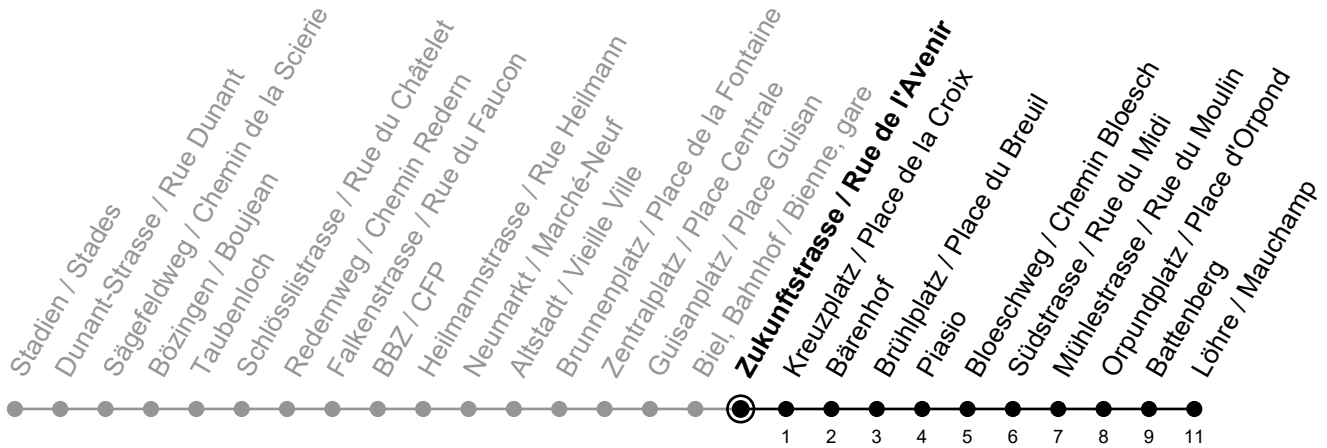 Stadien / Stades
Dunant-Strasse / Rue Dunant
Sägefeldweg / Chemin de la Scierie
Bözingen / Boujean
Taubenloch
Schlösslistrasse / Rue du Châtelet
Redernweg / Chemin Redern
Falkenstrasse / Rue du Faucon
BBZ / CFP
Heilmannstrasse / Rue Heilmann
Neumarkt / Marché-Neuf
Altstadt / Vieille Ville
Brunnenplatz / Place de la Fontaine
Zentralplatz / Place Centrale
Guisanplatz / Place Guisan
Biel, Bahnhof / Bienne, gare
Zukunftstrasse / Rue de l'Avenir
Kreuzplatz / Place de la Croix
Bärenhof
Brühlplatz / Place du Breuil
Piasio
Bloeschweg / Chemin Bloesch
Südstrasse / Rue du Midi
Mühlestrasse / Rue du Moulin
Orpundplatz / Place d'Orpond
Battenberg
Löhre / Mauchamp
1 2 3 4 5 6 7 8 9 11